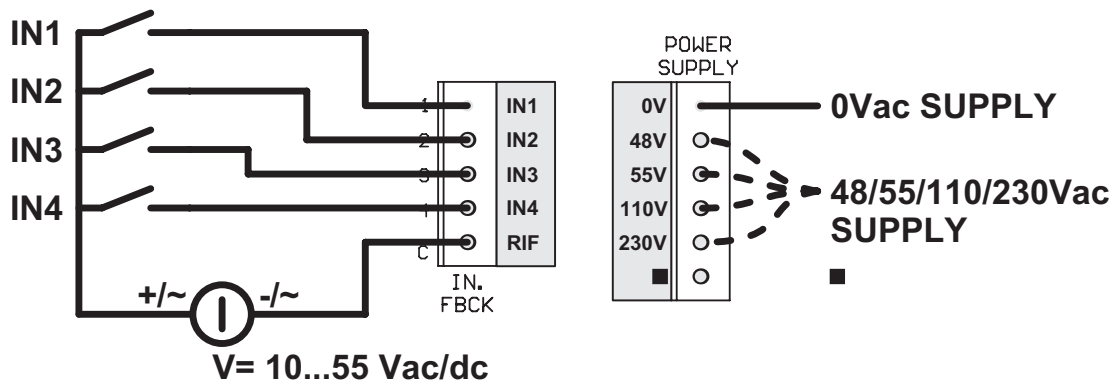 IN1
IN2
IN3
IN4
+/~
-/~
V= 10...55 Vac/dc
1
2
3
4
C
IN1
IN2
IN3
IN4
RIF
IN.
FBCK
POWER
SUPPLY
0V
48V
55V
110V
230V
■
0Vac SUPPLY
48/55/110/230Vac
SUPPLY
■